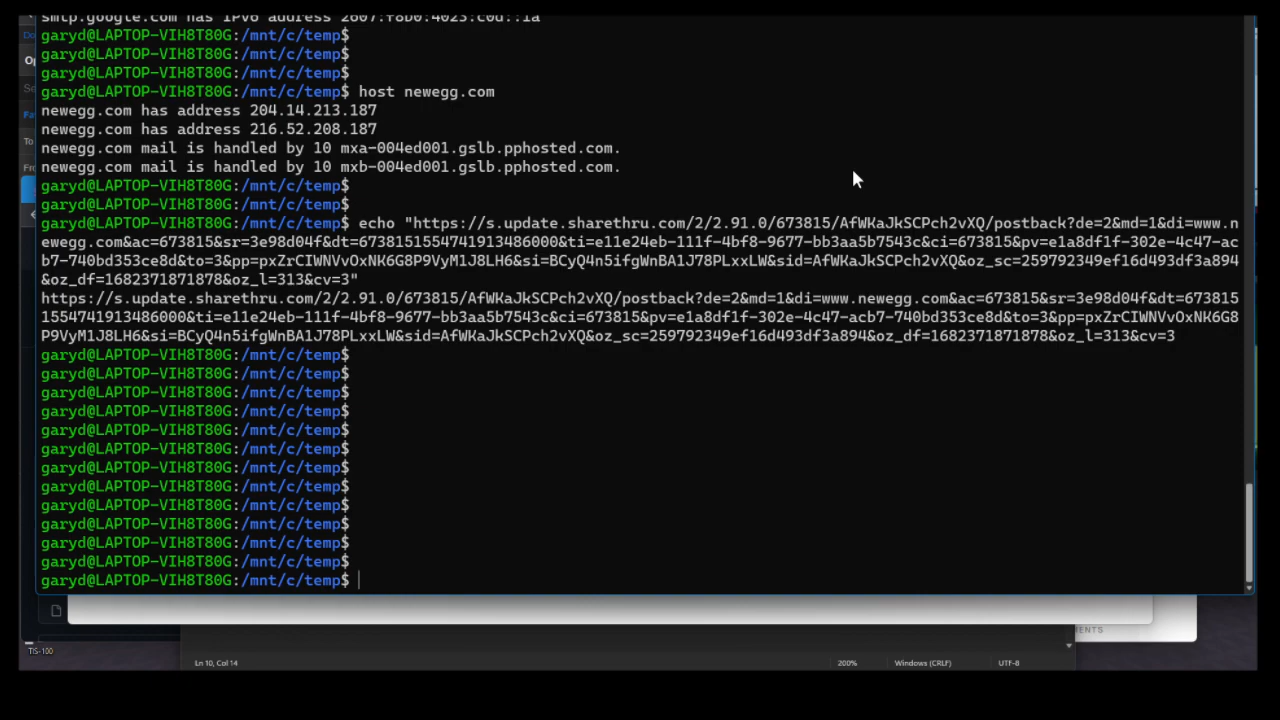 smtp.google.com has IPv6 address 2607:f8b0:4023:c0d::1a
garyd@LAPTOP-VIH8T80G:/mnt/c/temp$
garyd@LAPTOP-VIH8T80G:/mnt/c/temp$
garyd@LAPTOP-VIH8T80G:/mnt/c/temp$
garyd@LAPTOP-VIH8T80G:/mnt/c/temp$ host newegg.com
newegg.com has address 204.14.213.187
newegg.com has address 216.52.208.187
newegg.com mail is handled by 10 mxa-004ed001.gslb.pphosted.com.
newegg.com mail is handled by 10 mxb-004ed001.gslb.pphosted.com.
garyd@LAPTOP-VIH8T80G:/mnt/c/temp$
garyd@LAPTOP-VIH8T80G:/mnt/c/temp$
garyd@LAPTOP-VIH8T80G:/mnt/c/temp$ echo "https://s.update.sharethru.com/2/2.91.0/673815/AfWKaJkSCPch2vXQ/postback?de=2&md=1&di=www.n
ewegg.com&ac=673815&sr=3e98d04f&dt=6738151554741913486000&ti=e11e24eb-111f-4bf8-9677-bb3aa5b7543c&ci=673815&pv=e1a8df1f-302e-4c47-ac
b7-740bd353ce8d&to=3&pp=pxZrCIWNVvOxNK6G8P9VyM1J8LH6&si=BCyQ4n5ifgWnBA1J78PLxxLW&sid=AfWKaJkSCPch2vXQ&oz_sc=259792349ef16d493df3a894
&oz_df=1682371871878&oz_l=313&cv=3"
https://s.update.sharethru.com/2/2.91.0/673815/AfWKaJkSCPch2vXQ/postback?de=2&md=1&di=www.newegg.com&ac=673815&sr=3e98d04f&dt=673815
1554741913486000&ti=e11e24eb-111f-4bf8-9677-bb3aa5b7543c&ci=673815&pv=e1a8df1f-302e-4c47-acb7-740bd353ce8d&to=3&pp=pxZrCIWNVvOxNK6G8
P9VyM1J8LH6&si=BCyQ4n5ifgWnBA1J78PLxxLW&sid=AfWKaJkSCPch2vXQ&oz_sc=259792349ef16d493df3a894&oz_df=1682371871878&oz_l=313&cv=3
garyd@LAPTOP-VIH8T80G:/mnt/c/temp$
garyd@LAPTOP-VIH8T80G:/mnt/c/temp$
garyd@LAPTOP-VIH8T80G:/mnt/c/temp$
garyd@LAPTOP-VIH8T80G:/mnt/c/temp$
garyd@LAPTOP-VIH8T80G:/mnt/c/temp$
garyd@LAPTOP-VIH8T80G:/mnt/c/temp$
garyd@LAPTOP-VIH8T80G:/mnt/c/temp$
garyd@LAPTOP-VIH8T80G:/mnt/c/temp$
garyd@LAPTOP-VIH8T80G:/mnt/c/temp$
garyd@LAPTOP-VIH8T80G:/mnt/c/temp$
garyd@LAPTOP-VIH8T80G:/mnt/c/temp$
garyd@LAPTOP-VIH8T80G:/mnt/c/temp$
garyd@LAPTOP-VIH8T80G:/mnt/c/temp$
TIS-100
Ln 10, Col 14
200%
Windows (CRLF)
UTF-8